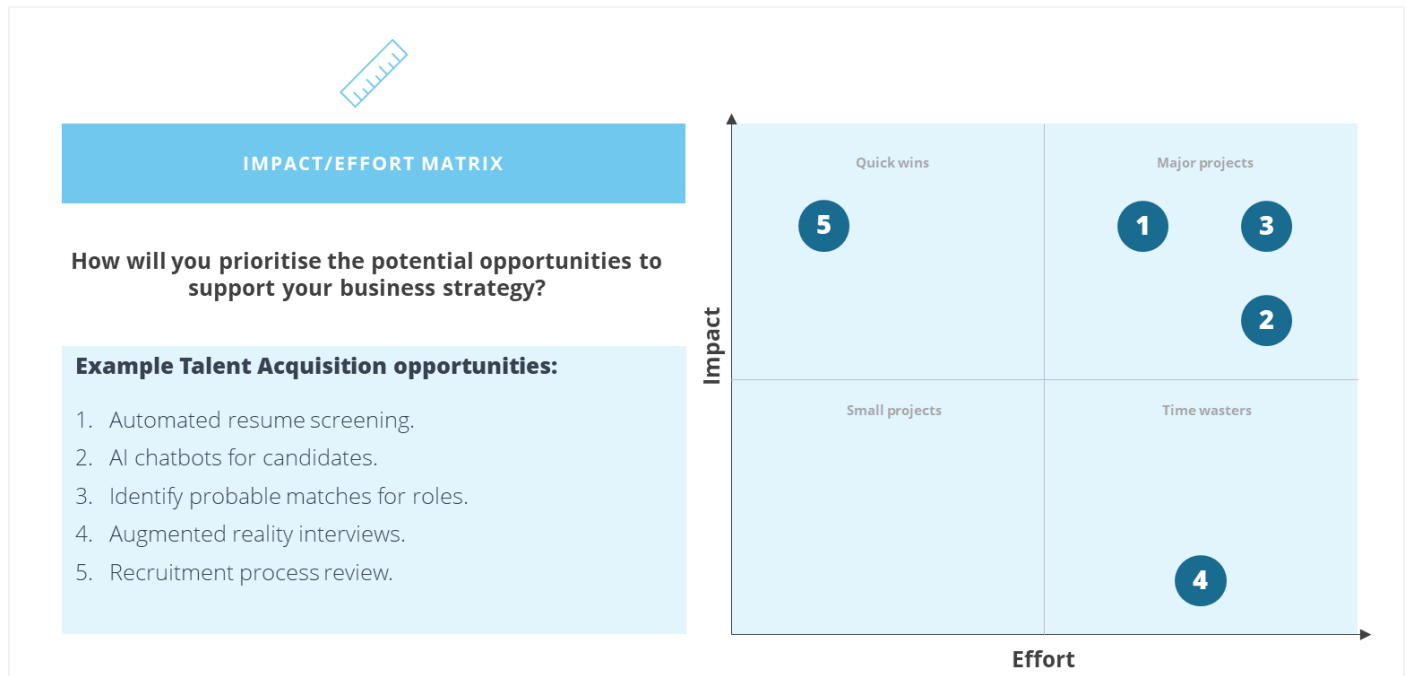 IMPACT/EFFORT MATRIX
How will you prioritise the potential opportunities to
support your business strategy?
Example Talent Acquisition opportunities:
1. Automated resume screening.
2. AI chatbots for candidates.
3. Identify probable matches for roles.
4. Augmented reality interviews.
5. Recruitment process review.
Impact
Quick wins
Major projects
5
1
3
2
Small projects
Time wasters
4
Effort